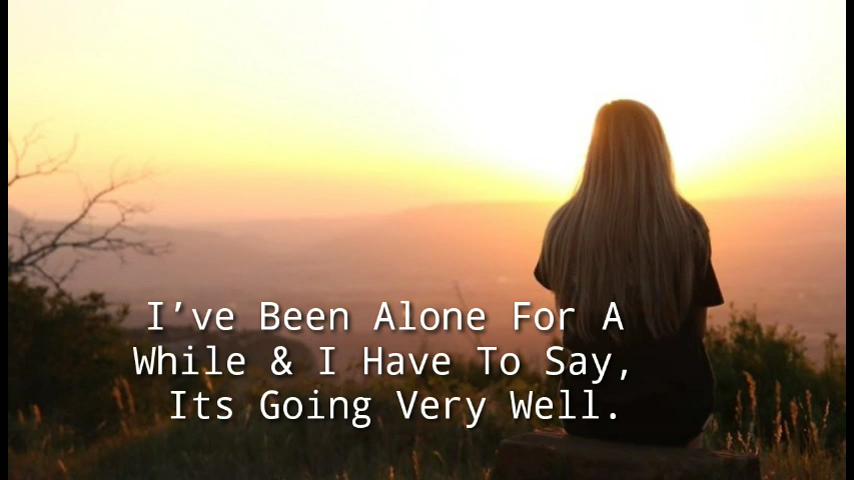 I’ve Been Alone For A
While & I Have To Say,
Its Going Very Well.